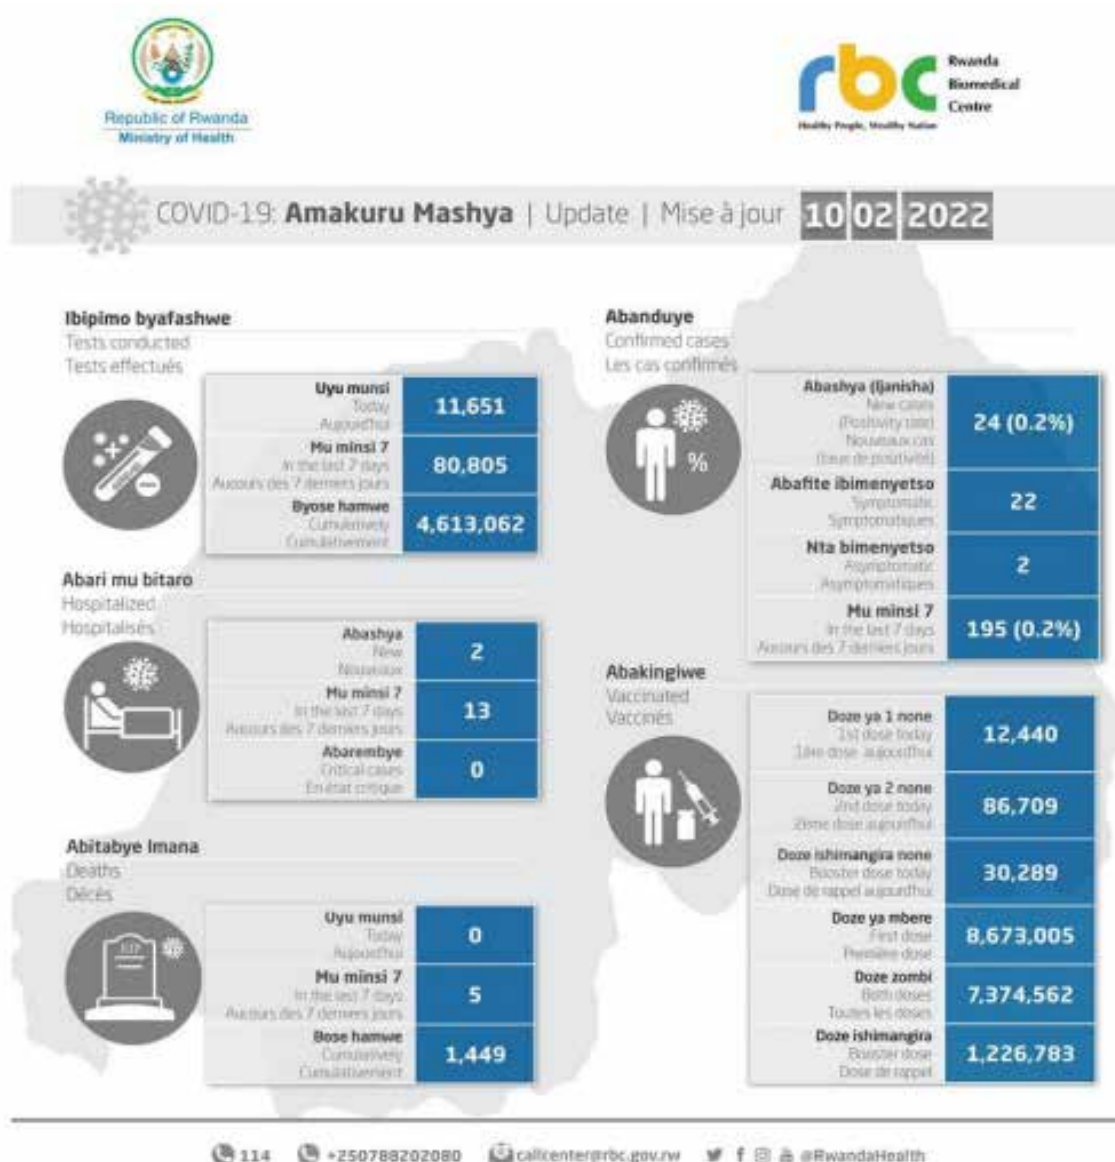 Republic of Rwanda
Ministry of Health
rbc
Rwanda
Biomedical
Centre
Healthy People, Wealthy Nation
COVID-19: Amakuru Mashya | Update | Mise à jour 10 02 2022
Ibipimo byafashwe
Tests conducted
Tests effectués
Uyu munsi
Today
Aujourd'hui
11,651
Mu minsi 7
In the last 7 days
Aucours des 7 derniers jours
80,805
Byose hamwe
Cumulatively
Cumulativement
4,613,062
Abari mu bitaro
Hospitalized
Hospitalisés
Abashya
New
Nouveaux
2
Mu minsi 7
In the last 7 days
Aucours des 7 derniers jours
13
Abarembye
Critical cases
En état critique
0
Abitabye Imana
Deaths
Décès
RIP
Uyu munsi
Today
Aujourd'hui
0
Mu minsi 7
In the last 7 days
Aucours des 7 derniers jours
5
Bose hamwe
Cumulatively
Cumulativement
1,449
Abanduye
Confirmed cases
Les cas confirmés
%
Abashya (Ijanisha)
New cases
(Positivity rate)
Nouveaux cas
(taux de positivité)
24 (0.2%)
Abafite ibimenyetso
Symptomatic
Symptomatiques
22
Nta bimenyetso
Asymptomatic
Asymptomatiques
2
Mu minsi 7
In the last 7 days
Aucours des 7 derniers jours
195 (0.2%)
Abakingiwe
Vaccinated
Vaccinés
Doze ya 1 none
1st dose today
1ère dose aujourd'hui
12,440
Doze ya 2 none
2nd dose today
2ème dose aujourd'hui
86,709
Doze ishimangira none
Booster dose today
Dose de rappel aujourd'hui
30,289
Doze ya mbere
First dose
Première dose
8,673,005
Doze zombi
Both doses
Toutes les doses
7,374,562
Doze ishimangira
Booster dose
Dose de rappel
1,226,783
114 +250788202080 callcenter@rbc.gov.rw @RwandaHealth